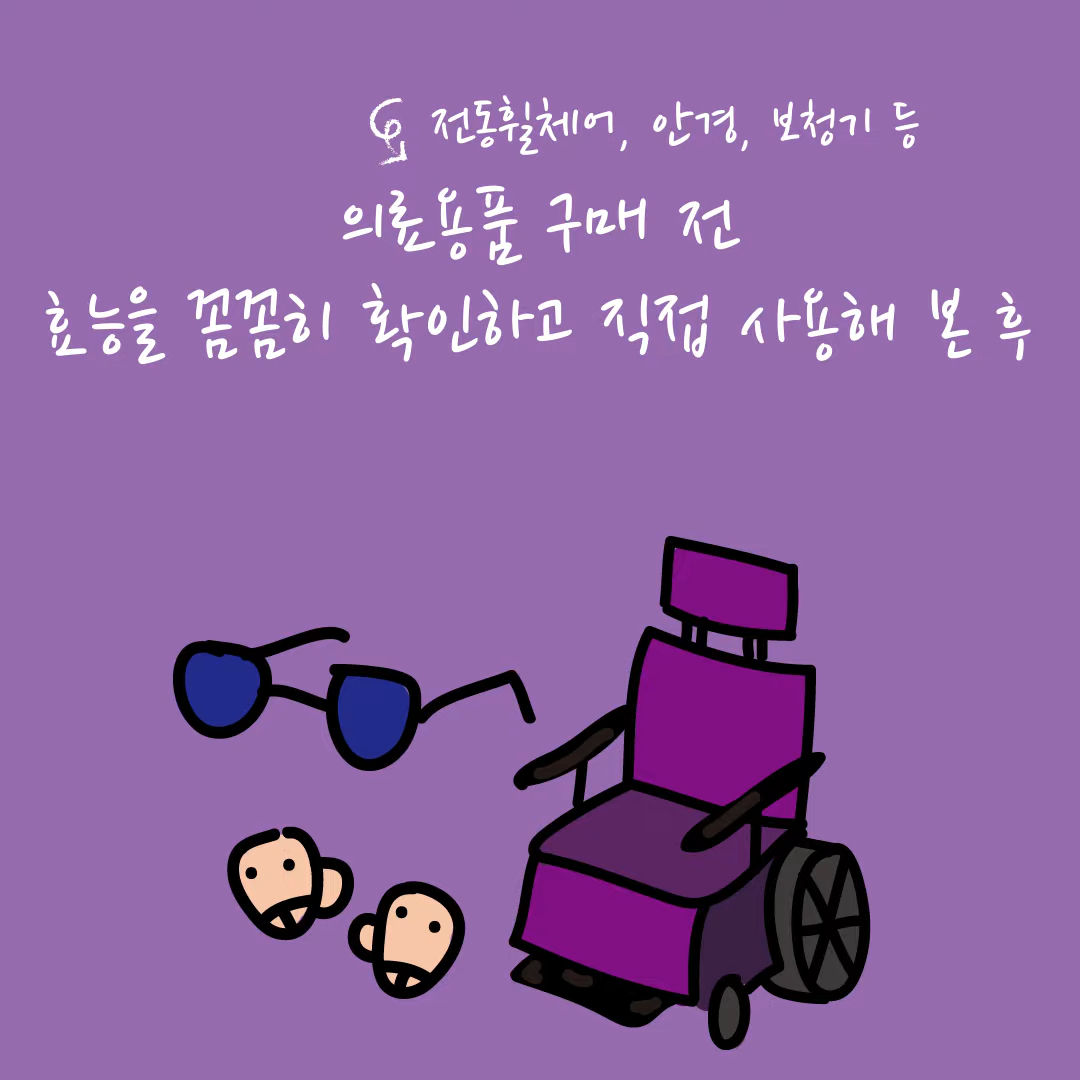 전동휠체어, 안경, 보청기 등
의료용품 구매 전
효능을 꼼꼼히 확인하고 직접 사용해 본 후